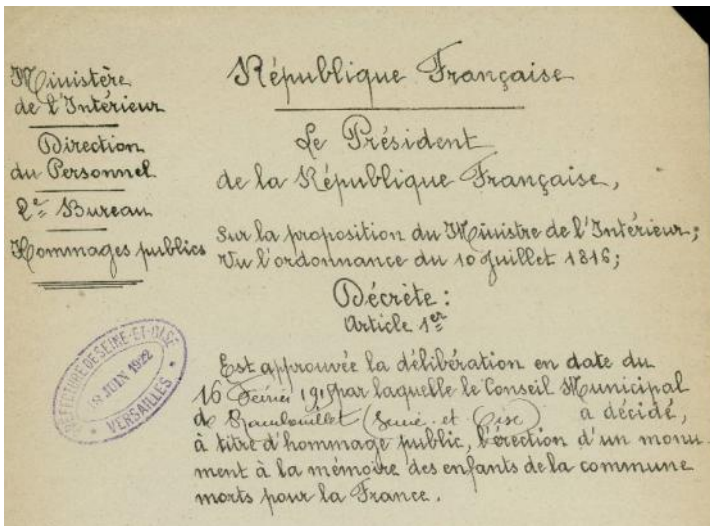 Ministère
de l'Intérieur
Direction
du Personnel
2e Bureau
Hommages publics
République Française
Le Président
de la République Française,
Sur la proposition du Ministre de l'Intérieur;
Vu l'ordonnance du 10 Juillet 1816;
Décrète:
Article 1er
PREFECTURE DE SEINE-ET-OISE
18 JUIN 1922
VERSAILLES
Est approuvée la délibération en date du
16 Février 1919 par laquelle le Conseil Municipal
de Rambouillet (Seine et Oise) a décidé,
à titre d'hommage public, l'érection d'un monu
ment à la mémoire des enfants de la commune
morts pour la France.